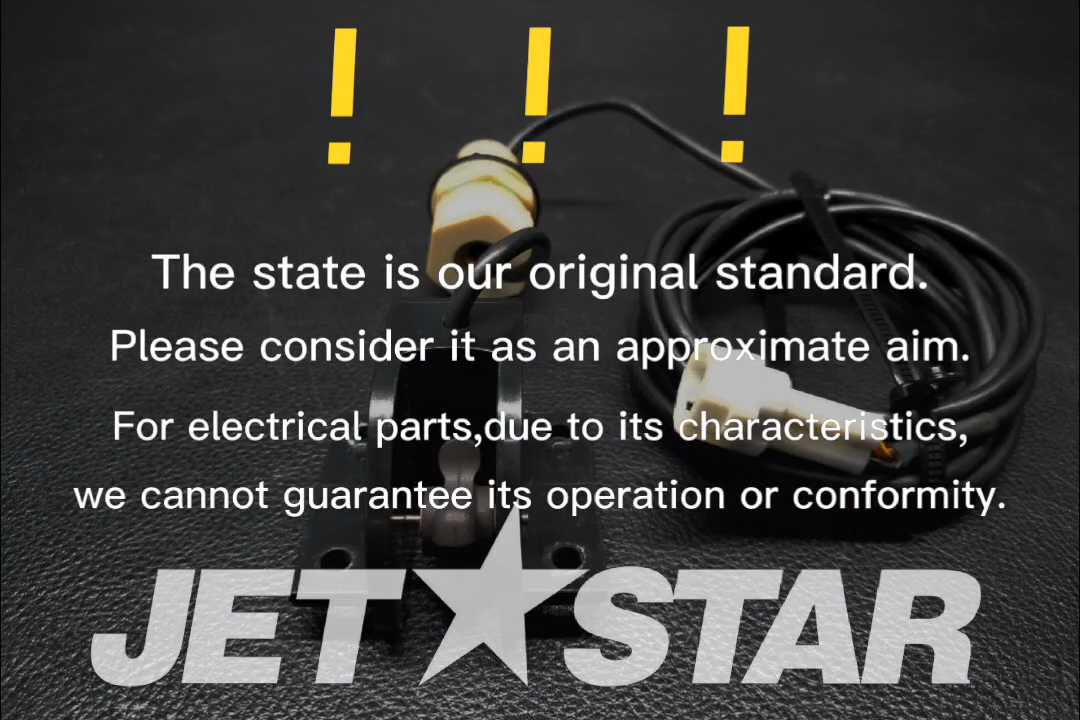 ! ! !
The state is our original standard.
Please consider it as an approximate aim.
For electrical parts,due to its characteristics,
we cannot guarantee its operation or conformity.
JET★STAR